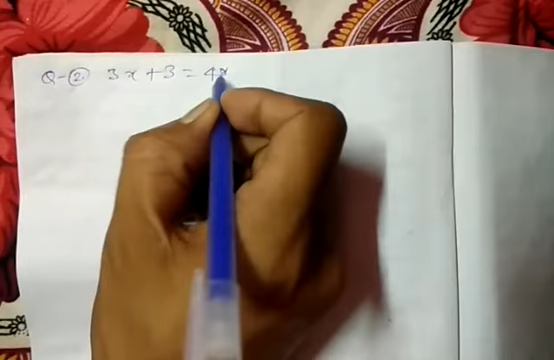 Q-② 3x + 3 = 4x